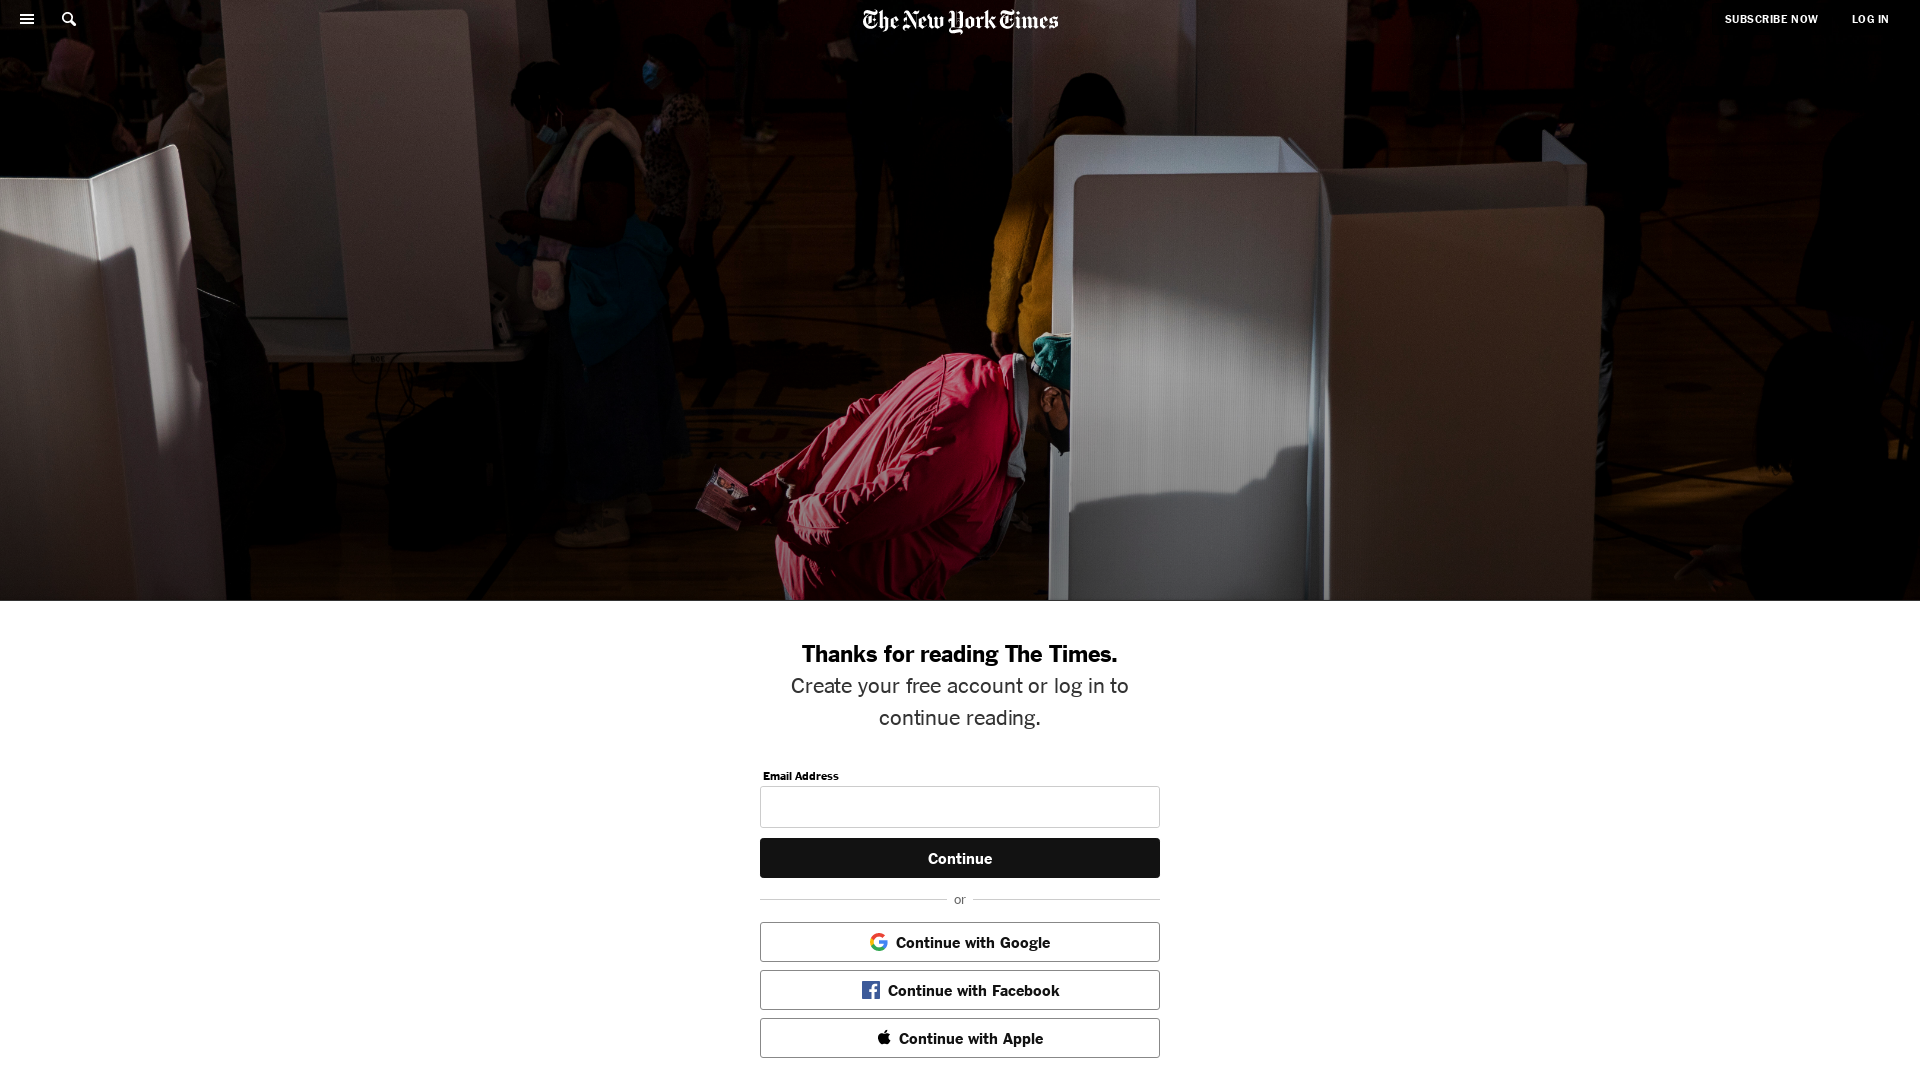 The New York Times
SUBSCRIBE NOW
LOG IN
Thanks for reading The Times.
Create your free account or log in to
continue reading.
Email Address
Continue
or
Continue with Google
Continue with Facebook
Continue with Apple